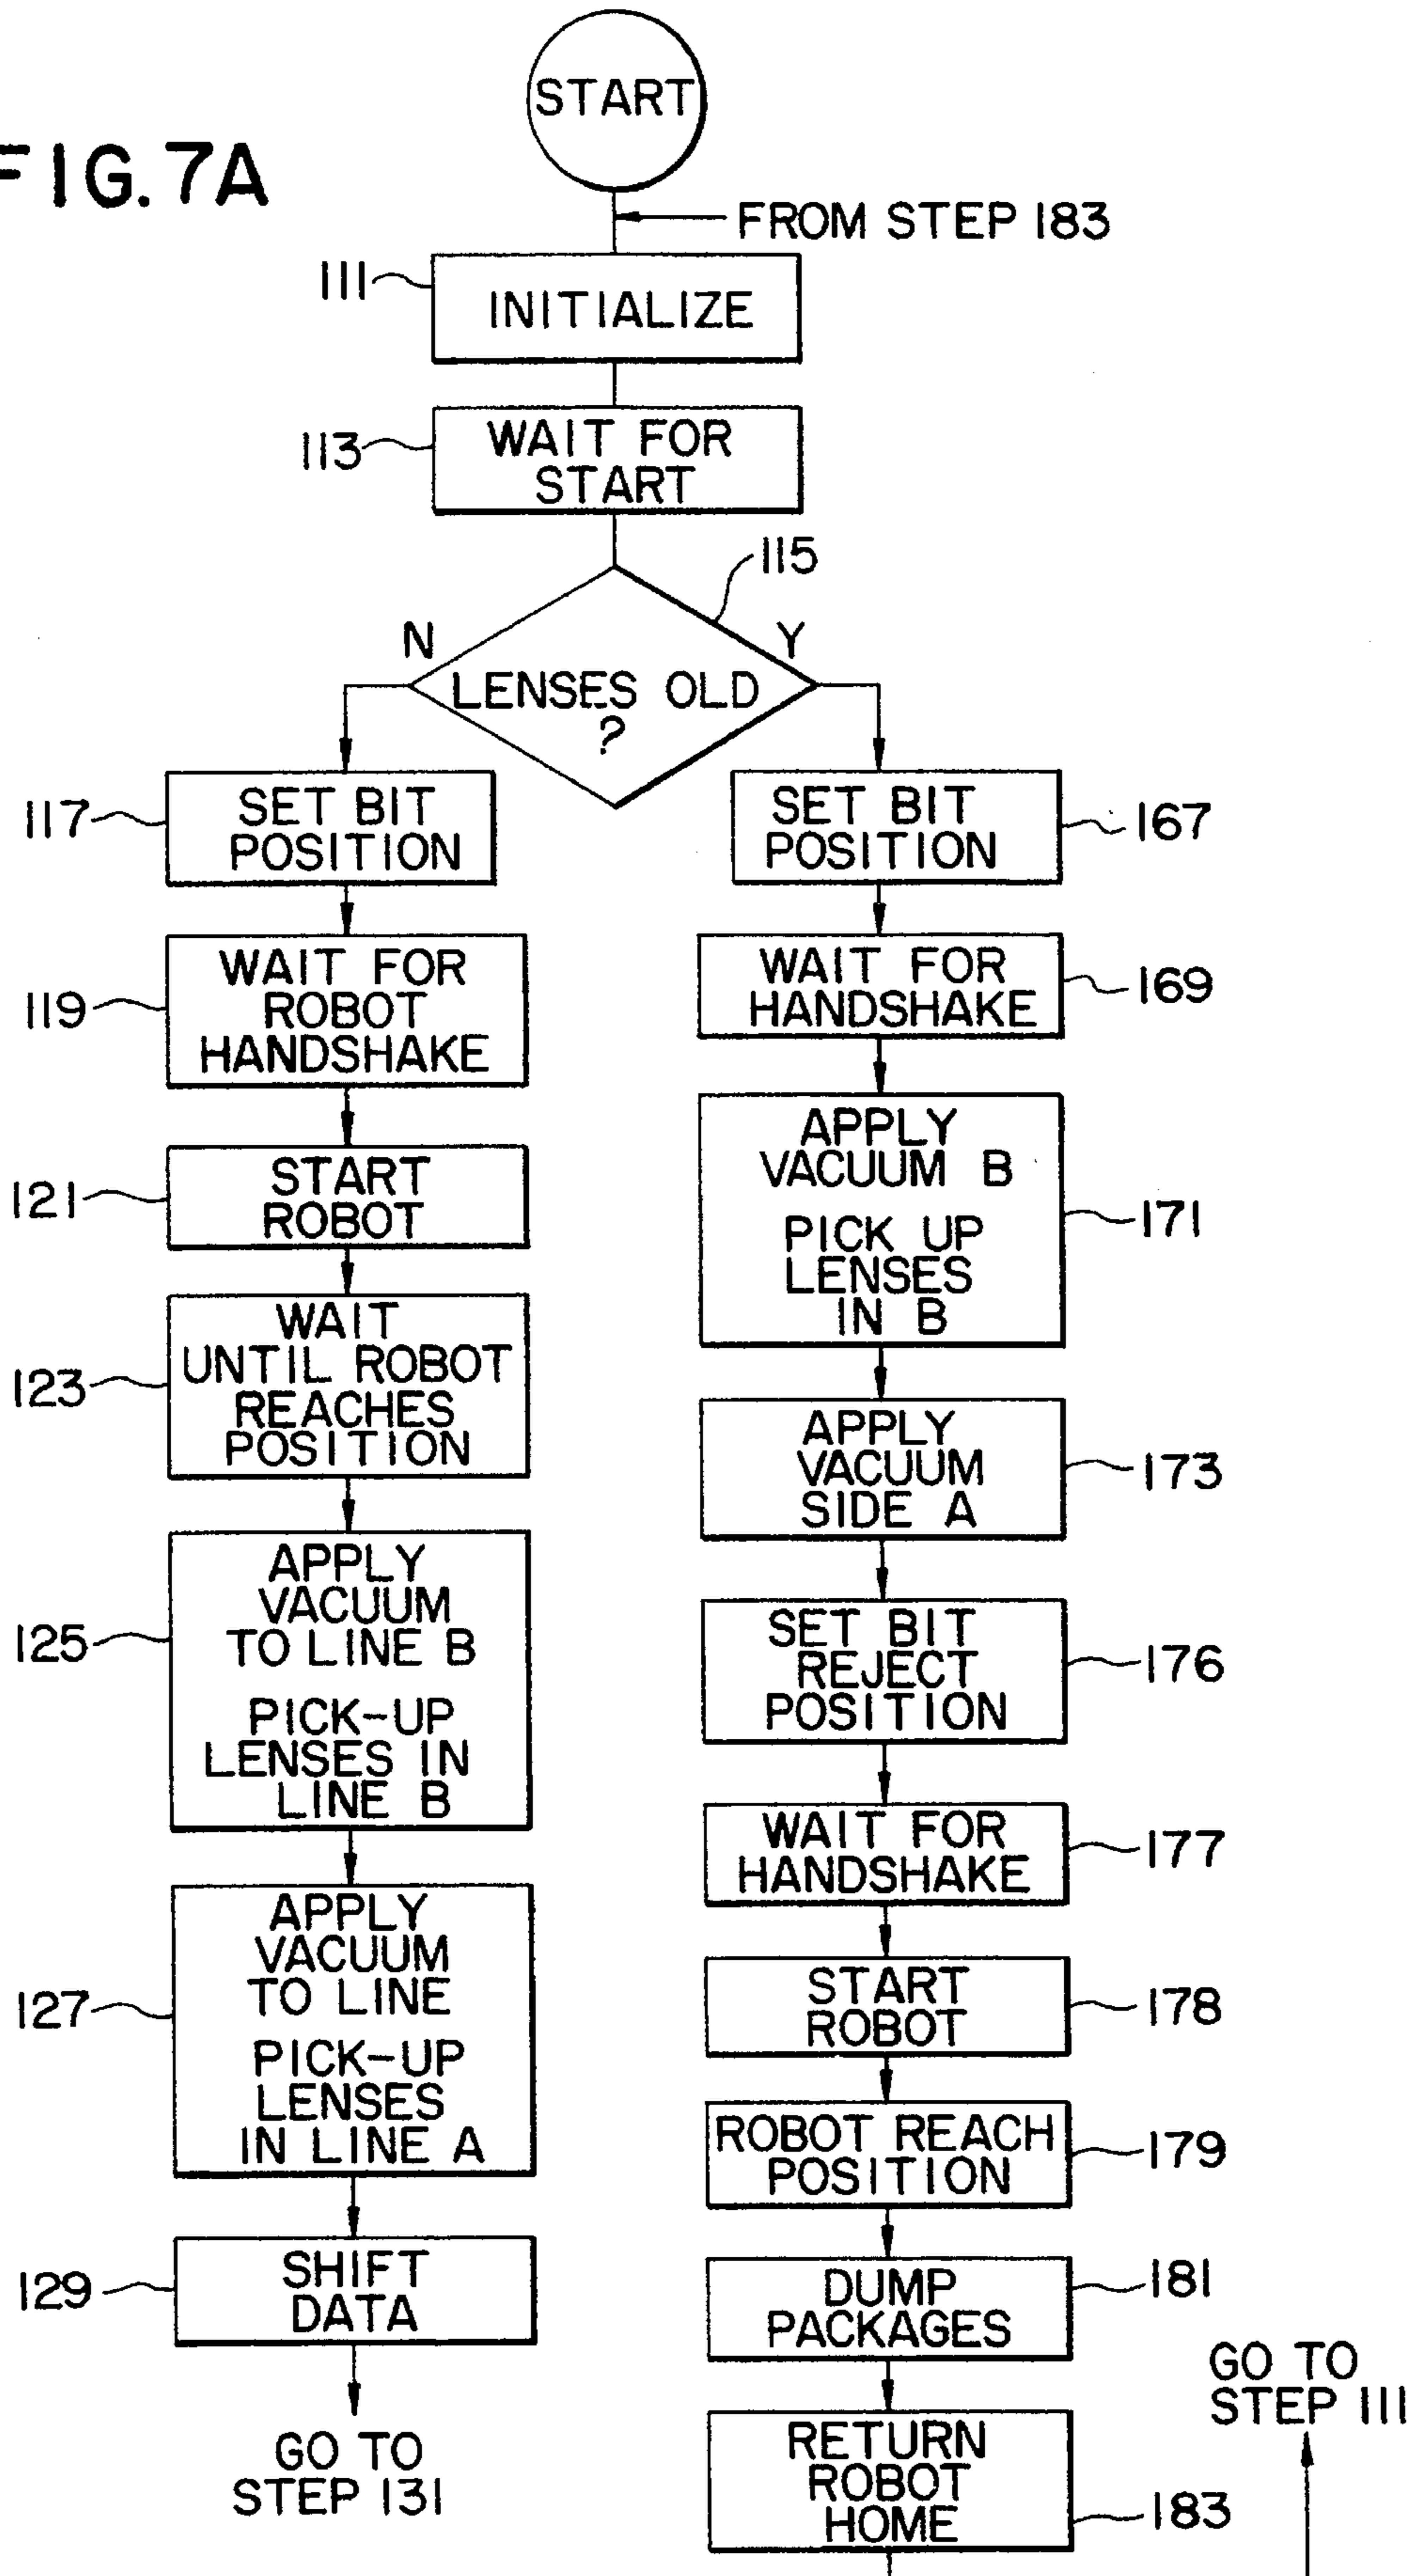 FIG. 7A
START
FROM STEP 183
111
INITIALIZE
113
WAIT FOR
START
115
N
Y
LENSES OLD
?
117
SET BIT
POSITION
119
WAIT FOR
ROBOT
HANDSHAKE
121
START
ROBOT
123
WAIT
UNTIL ROBOT
REACHES
POSITION
125
APPLY
VACUUM
TO LINE B
PICK-UP
LENSES IN
LINE B
127
APPLY
VACUUM
TO LINE
PICK-UP
LENSES
IN LINE A
129
SHIFT
DATA
GO TO
STEP 131
SET BIT
POSITION
167
WAIT FOR
HANDSHAKE
169
APPLY
VACUUM B
PICK UP
LENSES
IN B
171
APPLY
VACUUM
SIDE A
173
SET BIT
REJECT
POSITION
176
WAIT FOR
HANDSHAKE
177
START
ROBOT
178
ROBOT REACH
POSITION
179
DUMP
PACKAGES
181
RETURN
ROBOT
HOME
183
GO TO
STEP 111